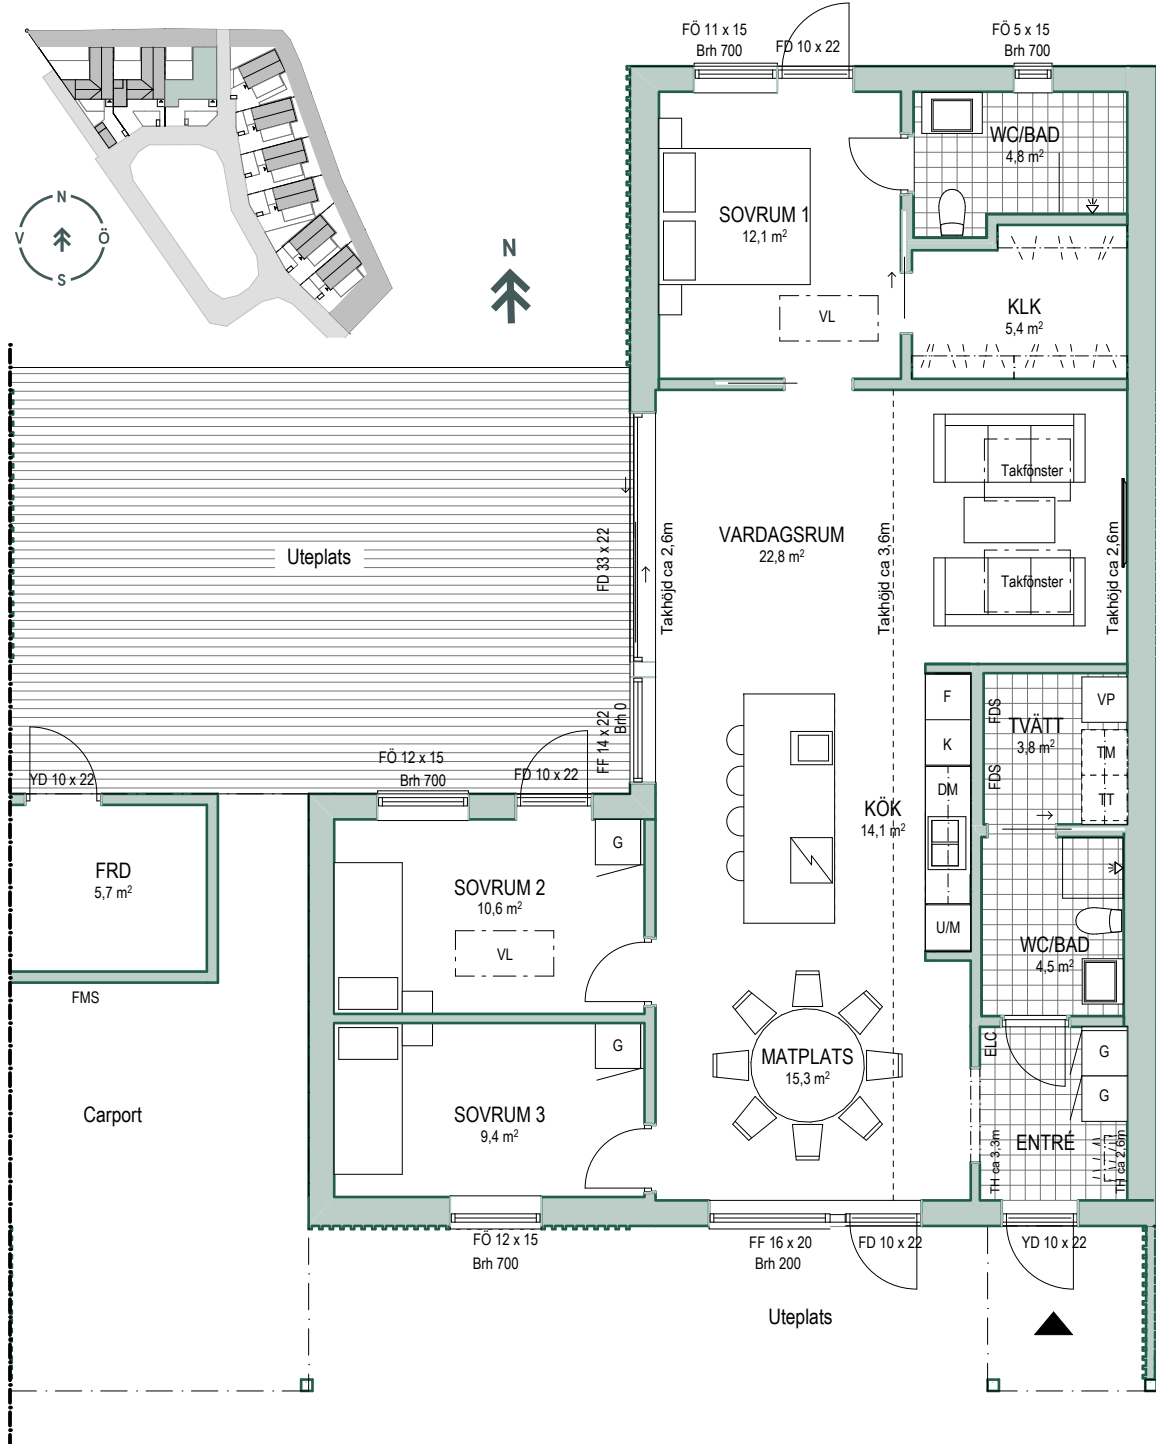 FÖ 11 x 15
Brh 700
FD 10 x 22
FÖ 5 x 15
Brh 700
N
V
Ö
S
N
WC/BAD
4,8 m²
SOVRUM 1
12,1 m²
VL
KLK
5,4 m²
Takfönster
Takfönster
VARDAGSRUM
22,8 m²
Takhöjd ca 2,6m
Takhöjd ca 3,6m
Takhöjd ca 2,6m
Uteplats
FD 33 x 22
FF 14 x 22
Brh 0
F
K
DM
U/M
FDS
FDS
TVÄTT
3,8 m²
VP
TM
TT
KÖK
14,1 m²
YD 10 x 22
FÖ 12 x 15
Brh 700
FD 10 x 22
FRD
5,7 m²
FMS
G
SOVRUM 2
10,6 m²
VL
WC/BAD
4,5 m²
MATPLATS
15,3 m²
ELC
G
G
G
SOVRUM 3
9,4 m²
Carport
ENTRÉ
TH ca 3,3m
TH ca 2,6m
FÖ 12 x 15
Brh 700
FF 16 x 20
Brh 200
FD 10 x 22
YD 10 x 22
Uteplats